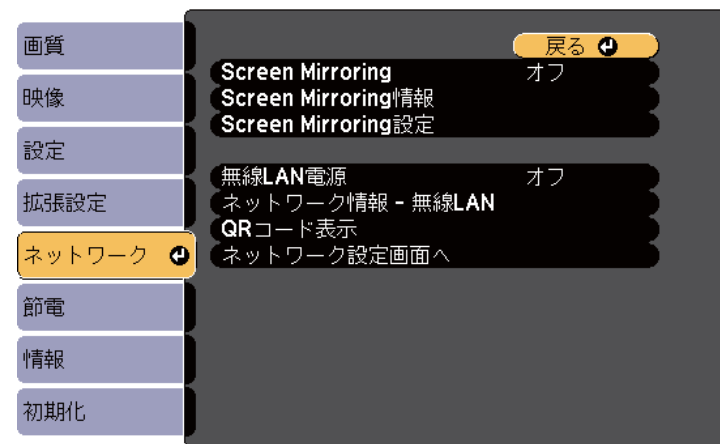 画質
映像
設定
拡張設定
ネットワーク
節電
情報
初期化
戻る
Screen Mirroring オフ
Screen Mirroring情報
Screen Mirroring設定
無線LAN電源 オフ
ネットワーク情報 - 無線LAN
QRコード表示
ネットワーク設定画面へ